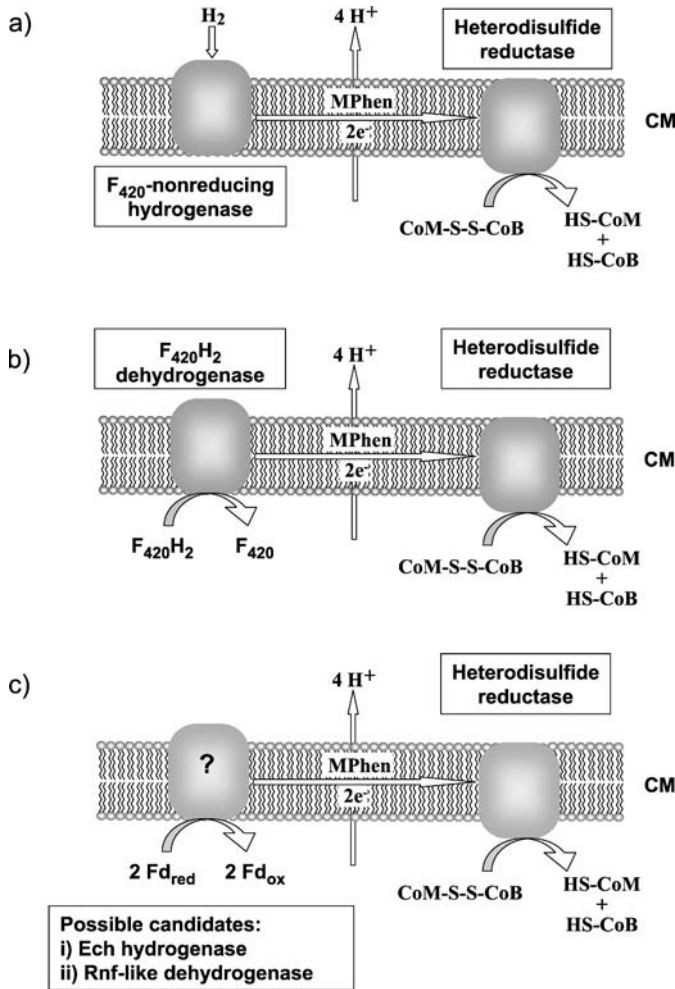 a)
H₂
4 H⁺
Heterodisulfide
reductase
MPhen
2e⁻
CM
F₄₂₀-nonreducing
hydrogenase
CoM-S-S-CoB
HS-CoM
+
HS-CoB
b)
F₄₂₀H₂
dehydrogenase
4 H⁺
Heterodisulfide
reductase
MPhen
2e⁻
CM
F₄₂₀H₂
F₄₂₀
CoM-S-S-CoB
HS-CoM
+
HS-CoB
c)
4 H⁺
Heterodisulfide
reductase
?
MPhen
2e⁻
CM
2 Fd_red
2 Fd_ox
CoM-S-S-CoB
HS-CoM
+
HS-CoB
Possible candidates:
i) Ech hydrogenase
ii) Rnf-like dehydrogenase